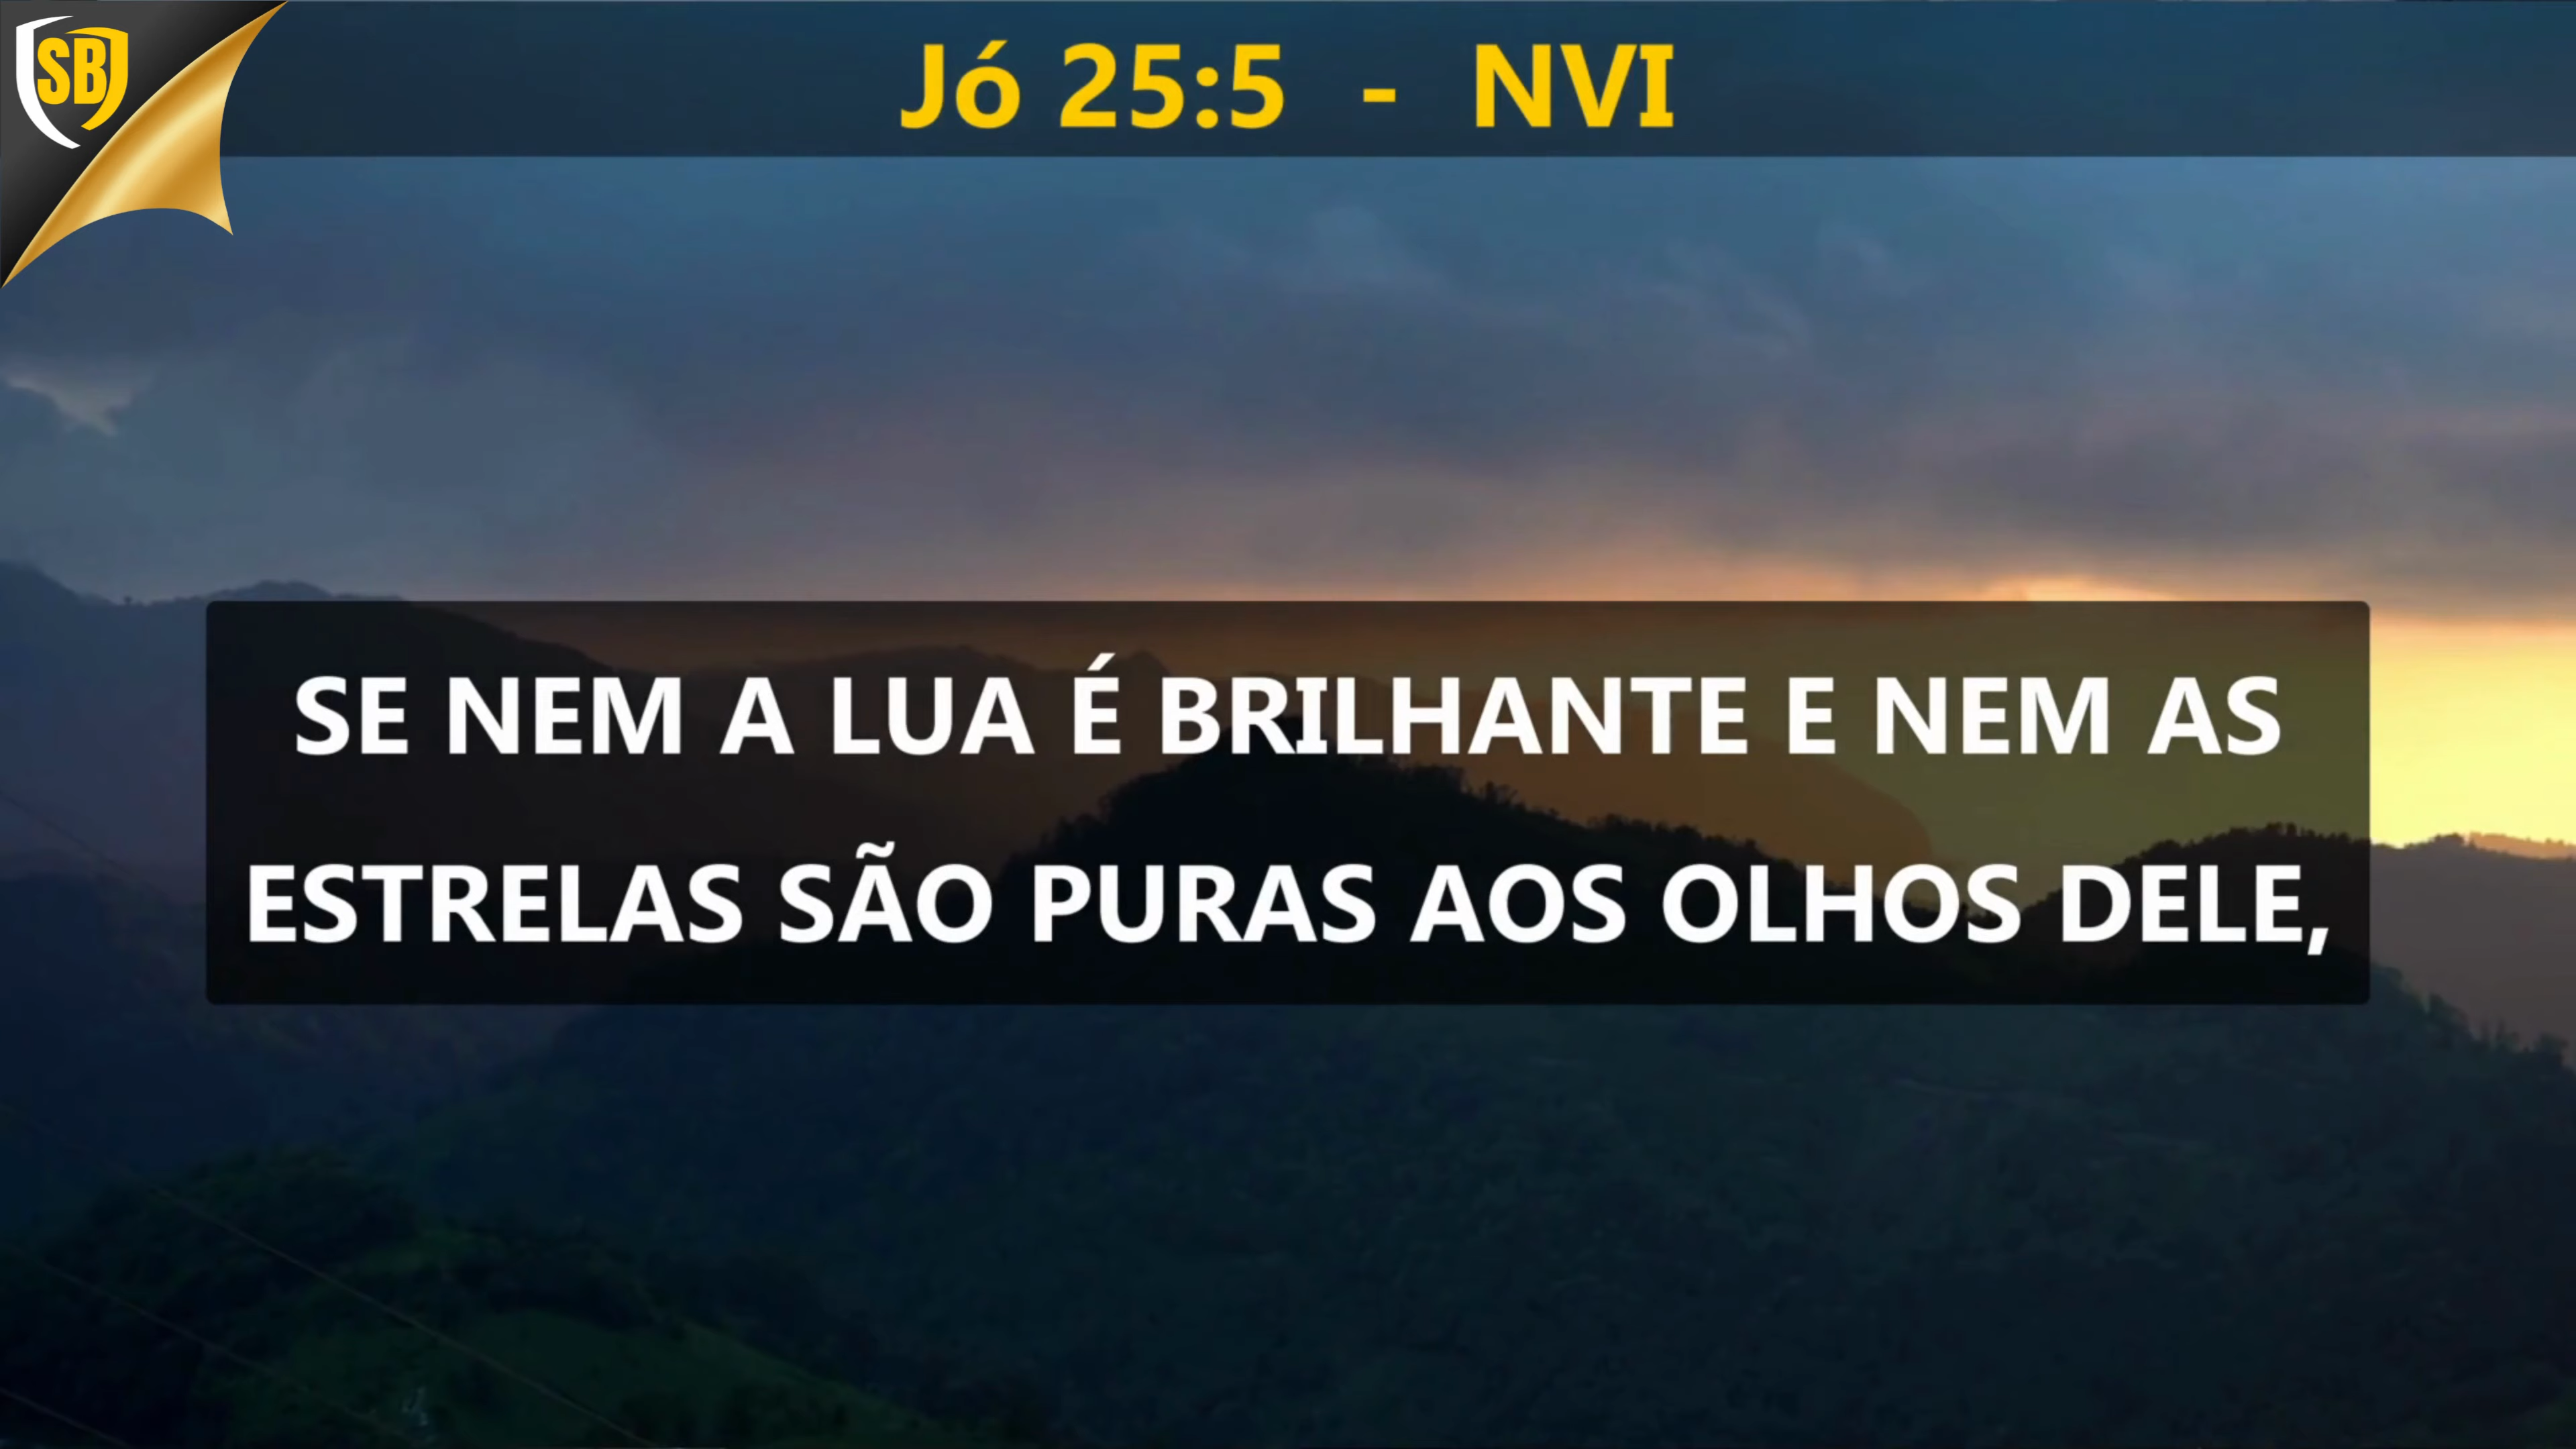 SB
Jó 25:5 - NVI
SE NEM A LUA É BRILHANTE E NEM AS
ESTRELAS SÃO PURAS AOS OLHOS DELE,